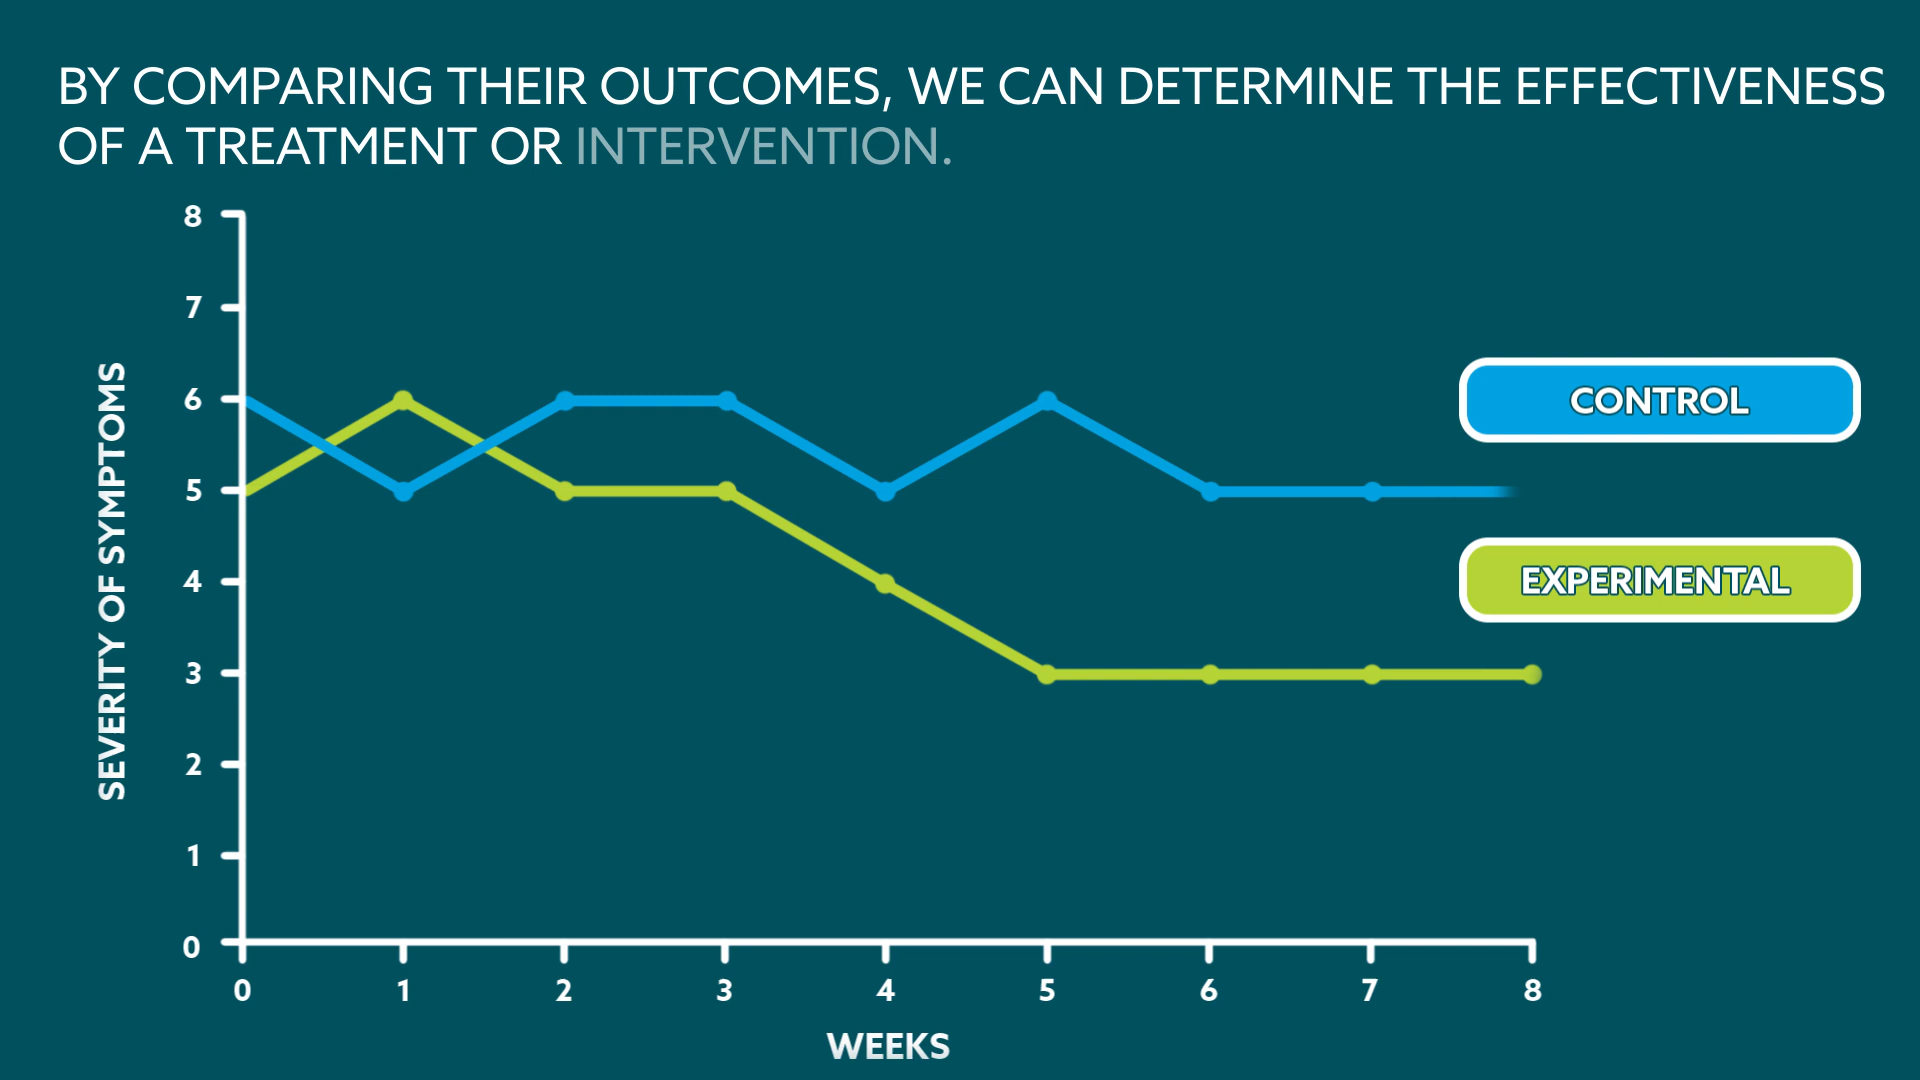 BY COMPARING THEIR OUTCOMES, WE CAN DETERMINE THE EFFECTIVENESS
OF A TREATMENT OR INTERVENTION.
SEVERITY OF SYMPTOMS
8
7
6
5
4
3
2
1
0
0 1 2 3 4 5 6 7 8
WEEKS
CONTROL
EXPERIMENTAL